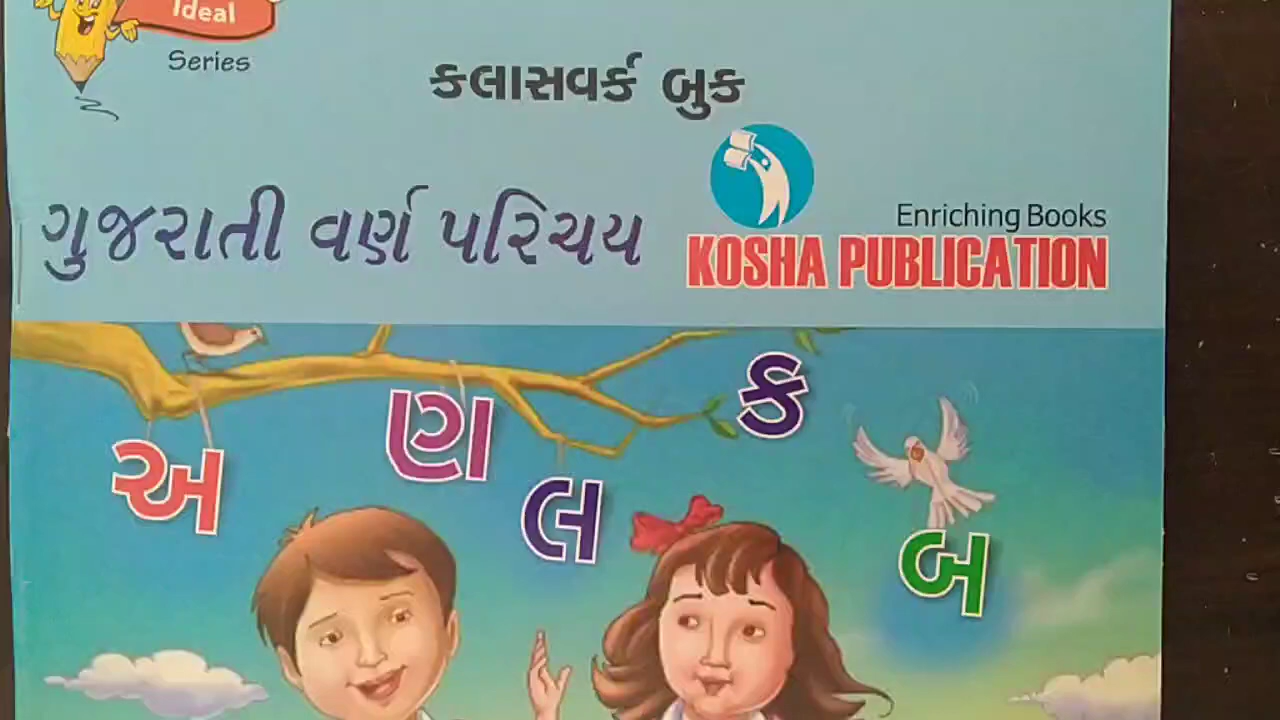 Ideal
Series
કલાસવર્ક બુક
ગુજરાતી વર્ણ પરિચય
Enriching Books
KOSHA PUBLICATION
ક
ણ
અ
લ
બ